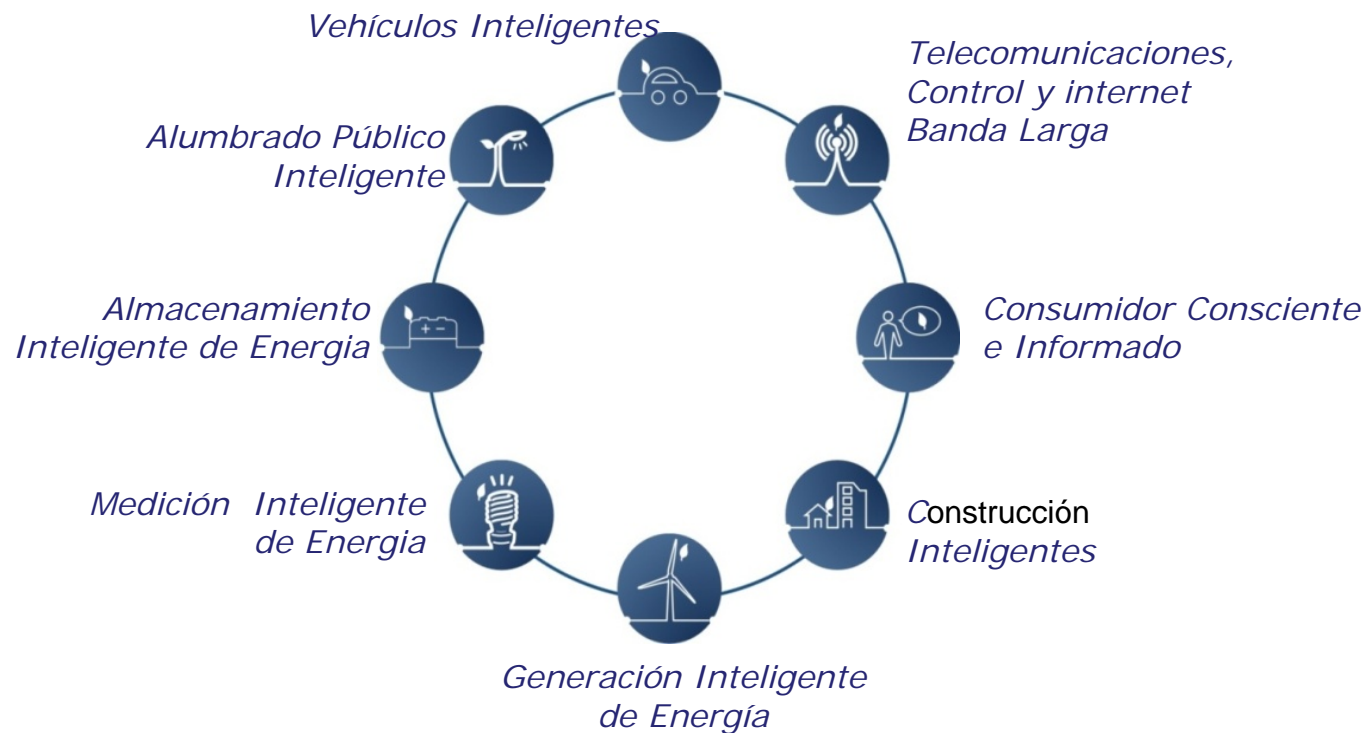 Vehículos Inteligentes
Telecomunicaciones,
Control y internet
Banda Larga
Consumidor Consciente
e Informado
Construcción
Inteligentes
Generación Inteligente
de Energía
Medición Inteligente
de Energia
Almacenamiento
Inteligente de Energia
Alumbrado Público
Inteligente